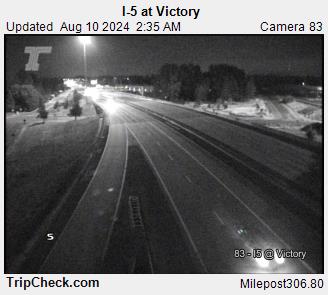 I-5 at Victory
Updated Aug 10 2024 2:35 AM Camera 83
T
S
83 - I5 @ Victory
TripCheck.com Milepost306.80